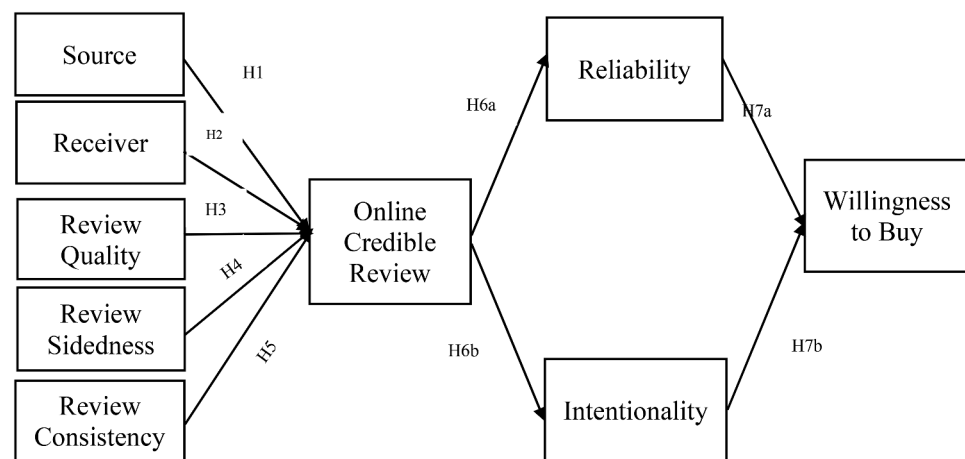 Source
H1
Receiver
H2
Review
Quality
H3
Review
Sidedness
H4
Review
Consistency
H5
Online
Credible
Review
H6a
H6b
Reliability
Intentionality
H7a
H7b
Willingness
to Buy